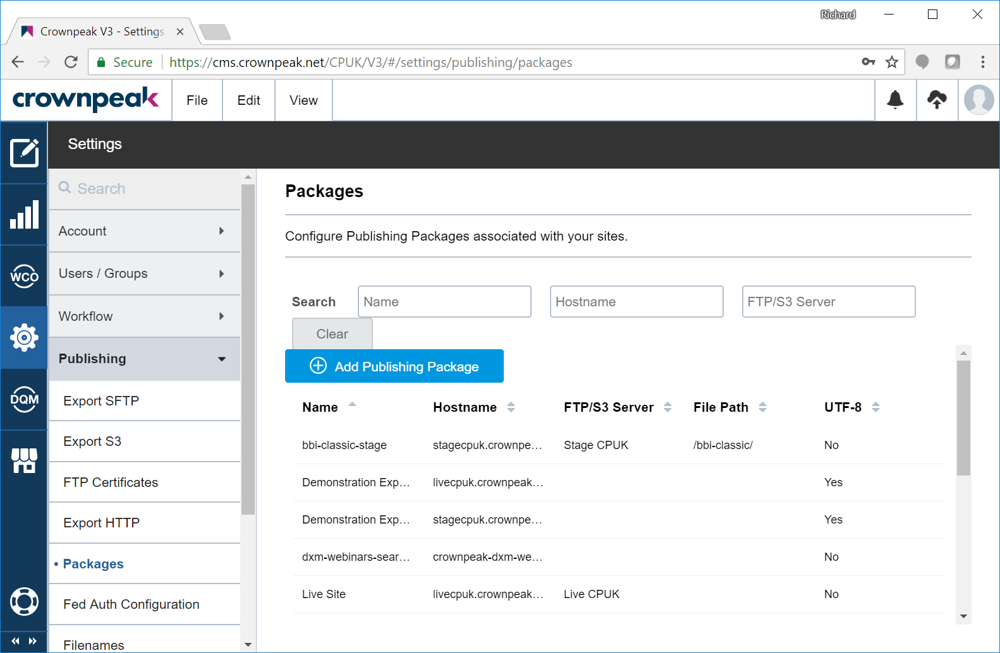 Richard
Crownpeak V3 - Settings
Secure https://cms.crownpeak.net/CPUK/V3/#/settings/publishing/packages
crownpeak File Edit View
Settings
WCO
DQM
Search
Account
Users / Groups
Workflow
Publishing
Export SFTP
Export S3
FTP Certificates
Export HTTP
• Packages
Fed Auth Configuration
Filenames
Packages
Configure Publishing Packages associated with your sites.
Search Name Hostname FTP/S3 Server
Clear
Add Publishing Package
Name Hostname FTP/S3 Server File Path UTF-8
bbi-classic-stage stagecpuk.crownpe… Stage CPUK /bbi-classic/ No
Demonstration Exp… livecpuk.crownpeak… Yes
Demonstration Exp… stagecpuk.crownpe… Yes
dxm-webinars-sear… crownpeak-dxm-we… No
Live Site livecpuk.crownpeak… Live CPUK No